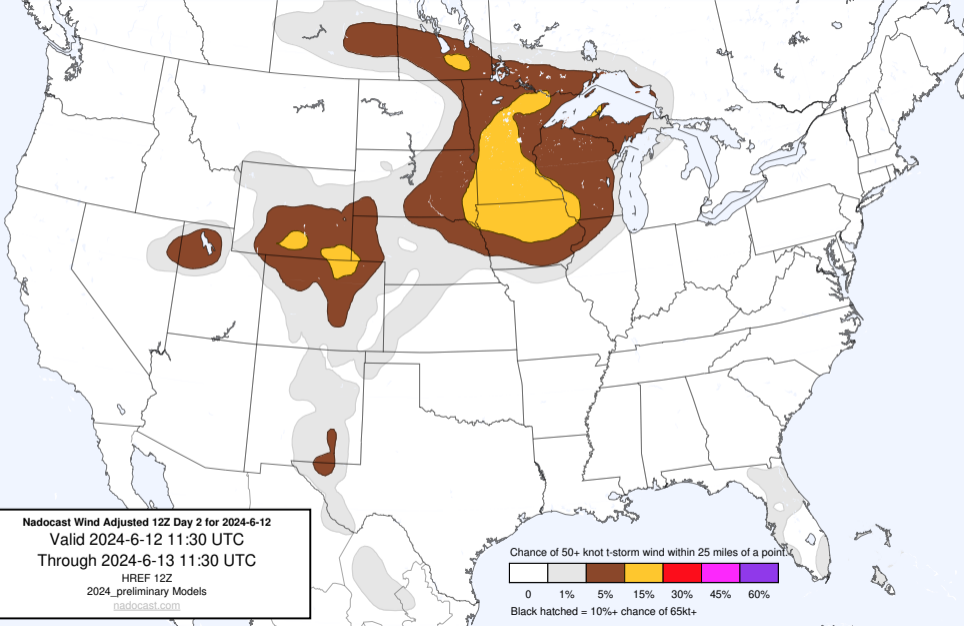 Nadocast Wind Adjusted 12Z Day 2 for 2024-6-12
Valid 2024-6-12 11:30 UTC
Through 2024-6-13 11:30 UTC
HREF 12Z
2024_preliminary Models
nadocast.com
Chance of 50+ knot t-storm wind within 25 miles of a point.
0 1% 5% 15% 30% 45% 60%
Black hatched = 10%+ chance of 65kt+